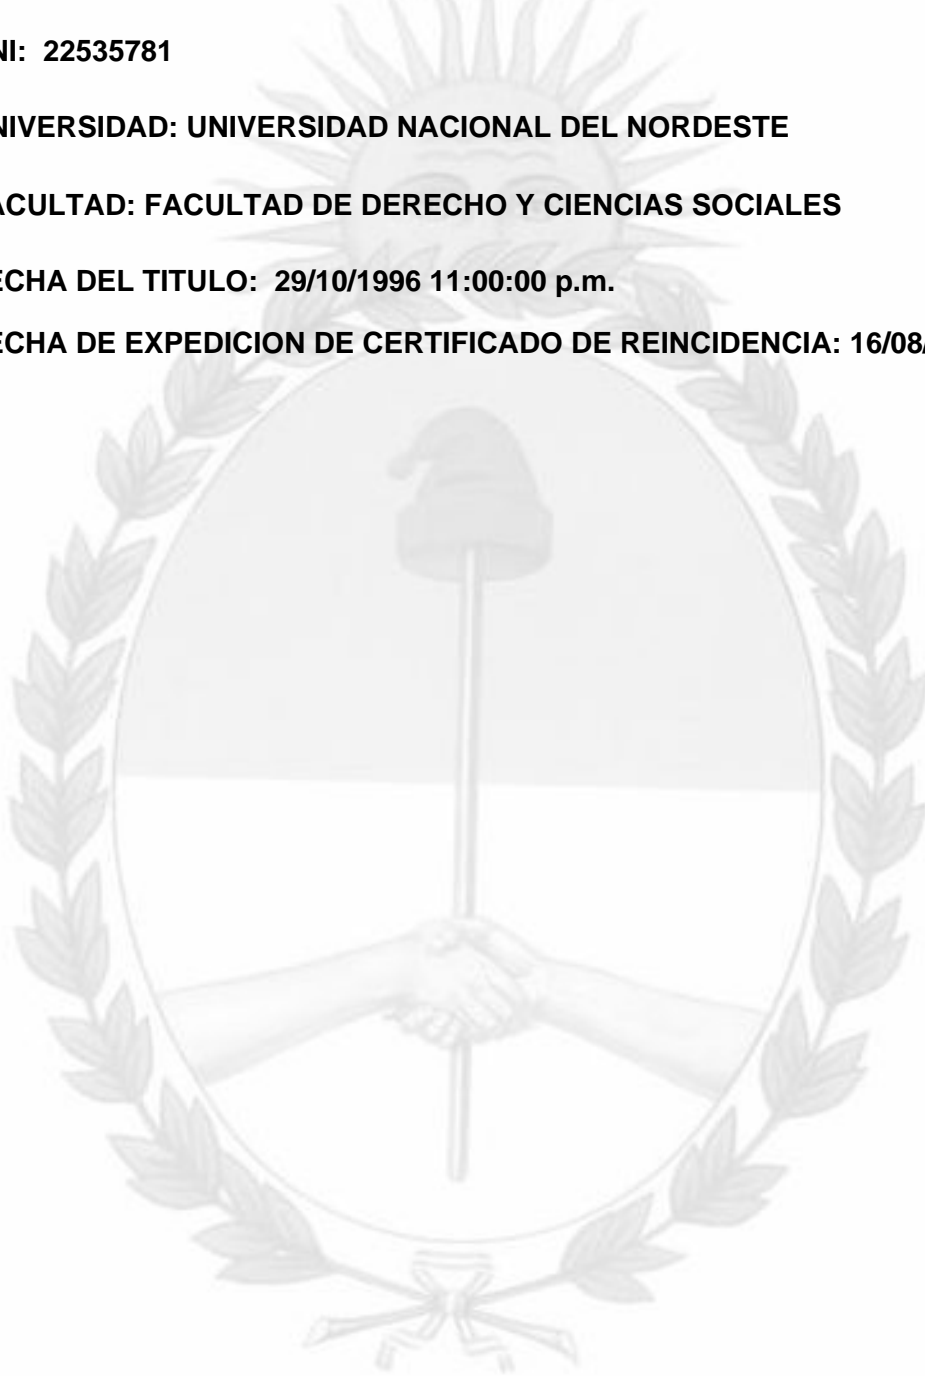 NI: 22535781
NIVERSIDAD: UNIVERSIDAD NACIONAL DEL NORDESTE
ACULTAD: FACULTAD DE DERECHO Y CIENCIAS SOCIALES
ECHA DEL TITULO: 29/10/1996 11:00:00 p.m.
ECHA DE EXPEDICION DE CERTIFICADO DE REINCIDENCIA: 16/08/